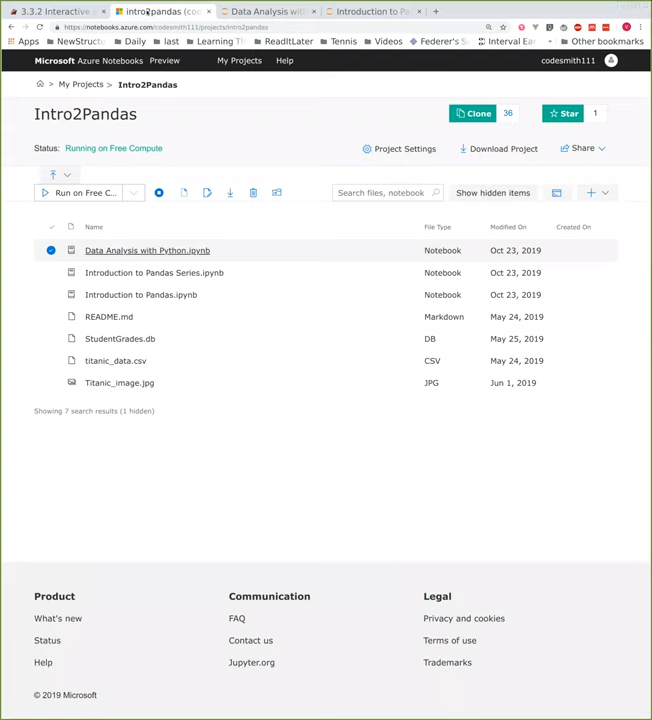 3.3.2 Interactive
intro2pandas (co
Data Analysis with
Introduction to Pa
https://notebooks.azure.com/codesmith111/projects/intro2pandas
Apps
NewStructu
Daily
last
Learning Th
ReadItLater
Tennis
Videos
Federer's S
Interval Ear
Other bookmarks
Microsoft Azure Notebooks
Preview
My Projects
Help
codesmith111
> My Projects > Intro2Pandas
Intro2Pandas
Clone 36
Star 1
Status: Running on Free Compute
Project Settings
Download Project
Share
Run on Free C...
Search files, notebook
Show hidden items
Name File Type Modified On Created On
Data Analysis with Python.ipynb Notebook Oct 23, 2019
Introduction to Pandas Series.ipynb Notebook Oct 23, 2019
Introduction to Pandas.ipynb Notebook Oct 23, 2019
README.md Markdown May 24, 2019
StudentGrades.db DB May 25, 2019
titanic_data.csv CSV May 24, 2019
Titanic_image.jpg JPG Jun 1, 2019
Showing 7 search results (1 hidden)
Product
What's new
Status
Help
Communication
FAQ
Contact us
Jupyter.org
Legal
Privacy and cookies
Terms of use
Trademarks
© 2019 Microsoft